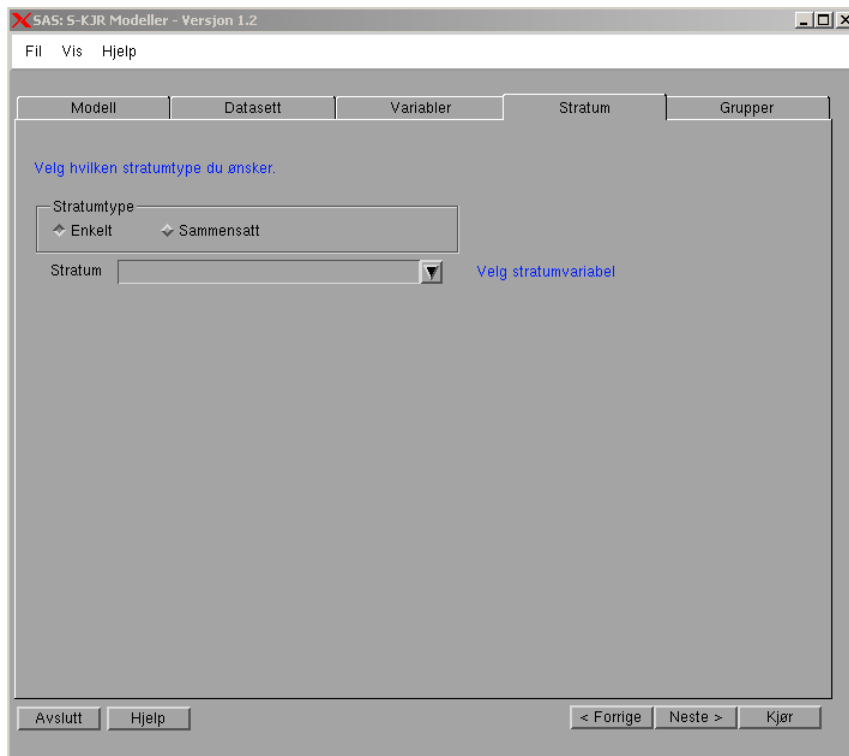 SAS: S-KJR Modeller - Versjon 1.2
Fil Vis Hjelp
Modell Datasett Variabler Stratum Grupper
Velg hvilken stratumtype du ønsker.
Stratumtype
Enkelt Sammensatt
Stratum Velg stratumvariabel
Avslutt Hjelp < Forrige Neste > Kjør